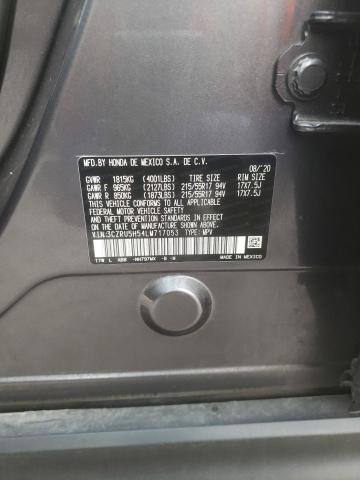 MFD.BY HONDA DE MEXICO S.A. DE C.V. 08/'20
GVWR 1815KG (4001LBS) TIRE SIZE RIM SIZE
GAWR F 965KG (2127LBS) 215/55R17 94V 17X7.5J
GAWR R 850KG (1873LBS) 215/55R17 94V 17X7.5J
THIS VEHICLE CONFORMS TO ALL APPLICABLE
FEDERAL MOTOR VEHICLE SAFETY
AND THEFT PREVENTION STANDARDS IN
EFFECT ON THE DATE OF MANUFACTURE SHOWN ABOVE.
V.I.N:3CZRU5H54LM717053 TYPE: MPV
T7W L ABB -NH797MX -B -W
MADE IN MEXICO